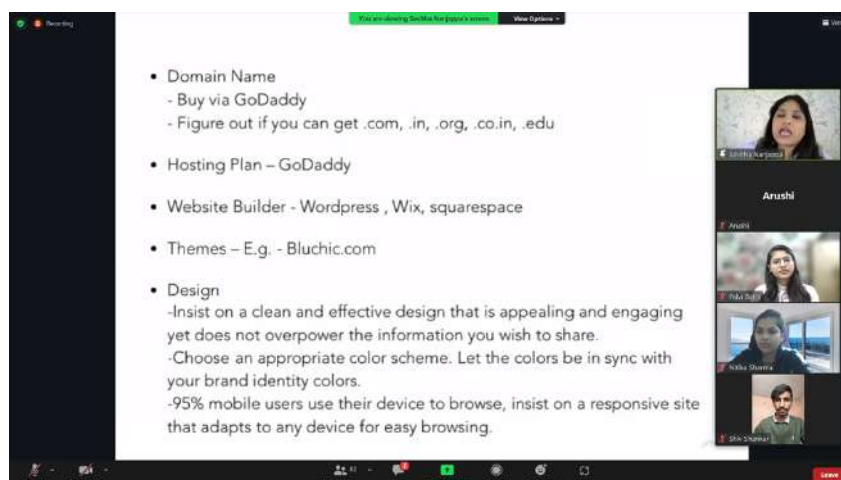 Recording
You are viewing
screen
View Options
• Domain Name
- Buy via GoDaddy
- Figure out if you can get .com, .in, .org, .co.in, .edu
• Hosting Plan – GoDaddy
• Website Builder - Wordpress , Wix, squarespace
• Themes – E.g. - Bluchic.com
• Design
-Insist on a clean and effective design that is appealing and engaging
yet does not overpower the information you wish to share.
-Choose an appropriate color scheme. Let the colors be in sync with
your brand identity colors.
-95% mobile users use their device to browse, insist on a responsive site
that adapts to any device for easy browsing.
Arushi
Arushi
Nitika Sharma
Leave